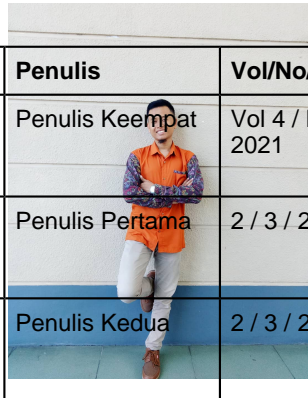 Penulis Vol/No
Penulis Keempat Vol 4 /
2021
Penulis Pertama 2 / 3 / 2
Penulis Kedua 2 / 3 / 2